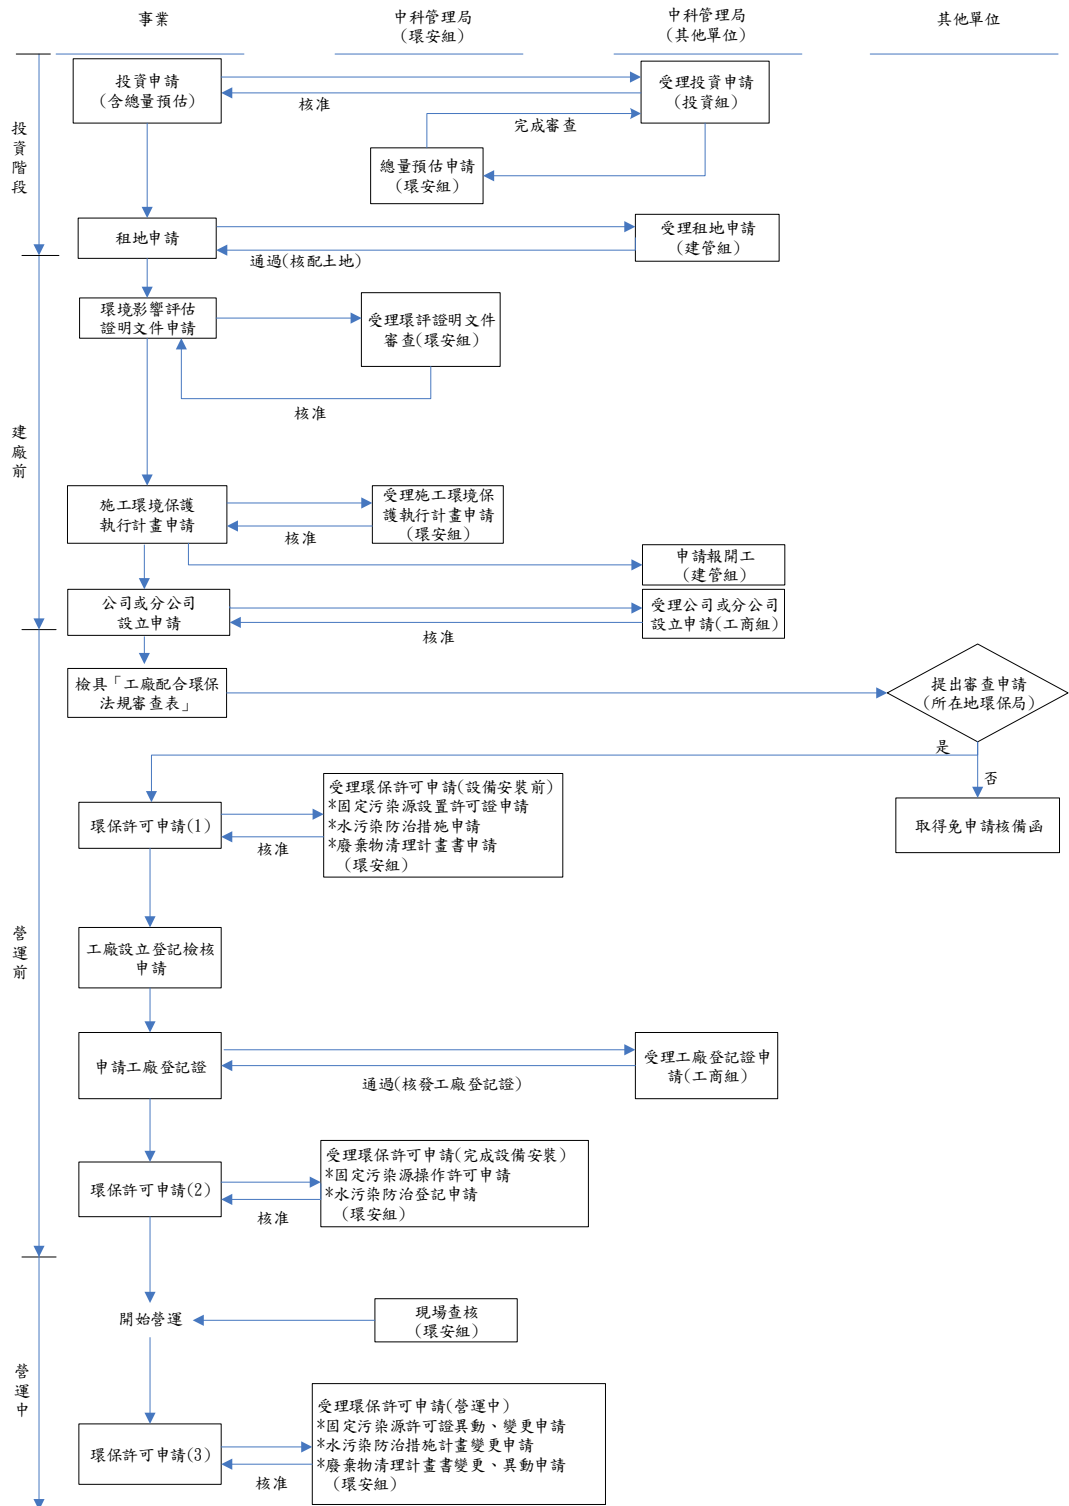 事業
中科管理局
(環安組)
中科管理局
(其他單位)
其他單位
投資階段
投資申請
(含總量預估)
受理投資申請
(投資組)
核准
完成審查
總量預估申請
(環安組)
租地申請
受理租地申請
(建管組)
通過(核配土地)
建廠前
環境影響評估
證明文件申請
受理環評證明文件
審查(環安組)
核准
施工環境保護
執行計畫申請
受理施工環境保
護執行計畫申請
(環安組)
核准
申請報開工
(建管組)
公司或分公司
設立申請
受理公司或分公司
設立申請(工商組)
核准
營運前
檢具「工廠配合環保
法規審查表」
提出審查申請
(所在地環保局)
是
否
取得免申請核備函
環保許可申請(1)
受理環保許可申請(設備安裝前)
*固定污染源設置許可證申請
*水污染防治措施申請
*廢棄物清理計畫書申請
(環安組)
核准
工廠設立登記檢核
申請
申請工廠登記證
受理工廠登記證申
請(工商組)
通過(核發工廠登記證)
環保許可申請(2)
受理環保許可申請(完成設備安裝)
*固定污染源操作許可申請
*水污染防治登記申請
(環安組)
核准
營運中
開始營運
現場查核
(環安組)
環保許可申請(3)
受理環保許可申請(營運中)
*固定污染源許可證異動、變更申請
*水污染防治措施計畫變更申請
*廢棄物清理計畫書變更、異動申請
(環安組)
核准